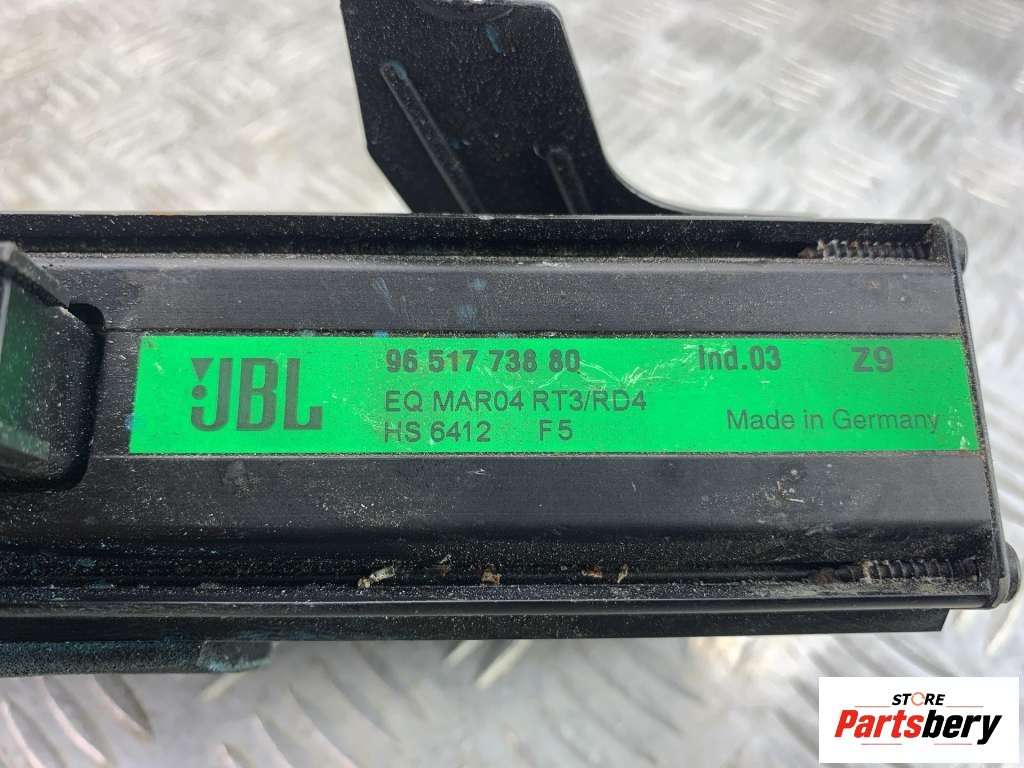 JBL
96 517 738 80 Ind.03 Z9
EQ MAR04 RT3/RD4
HS 6412 F5
Made in Germany
STORE
Partsbery